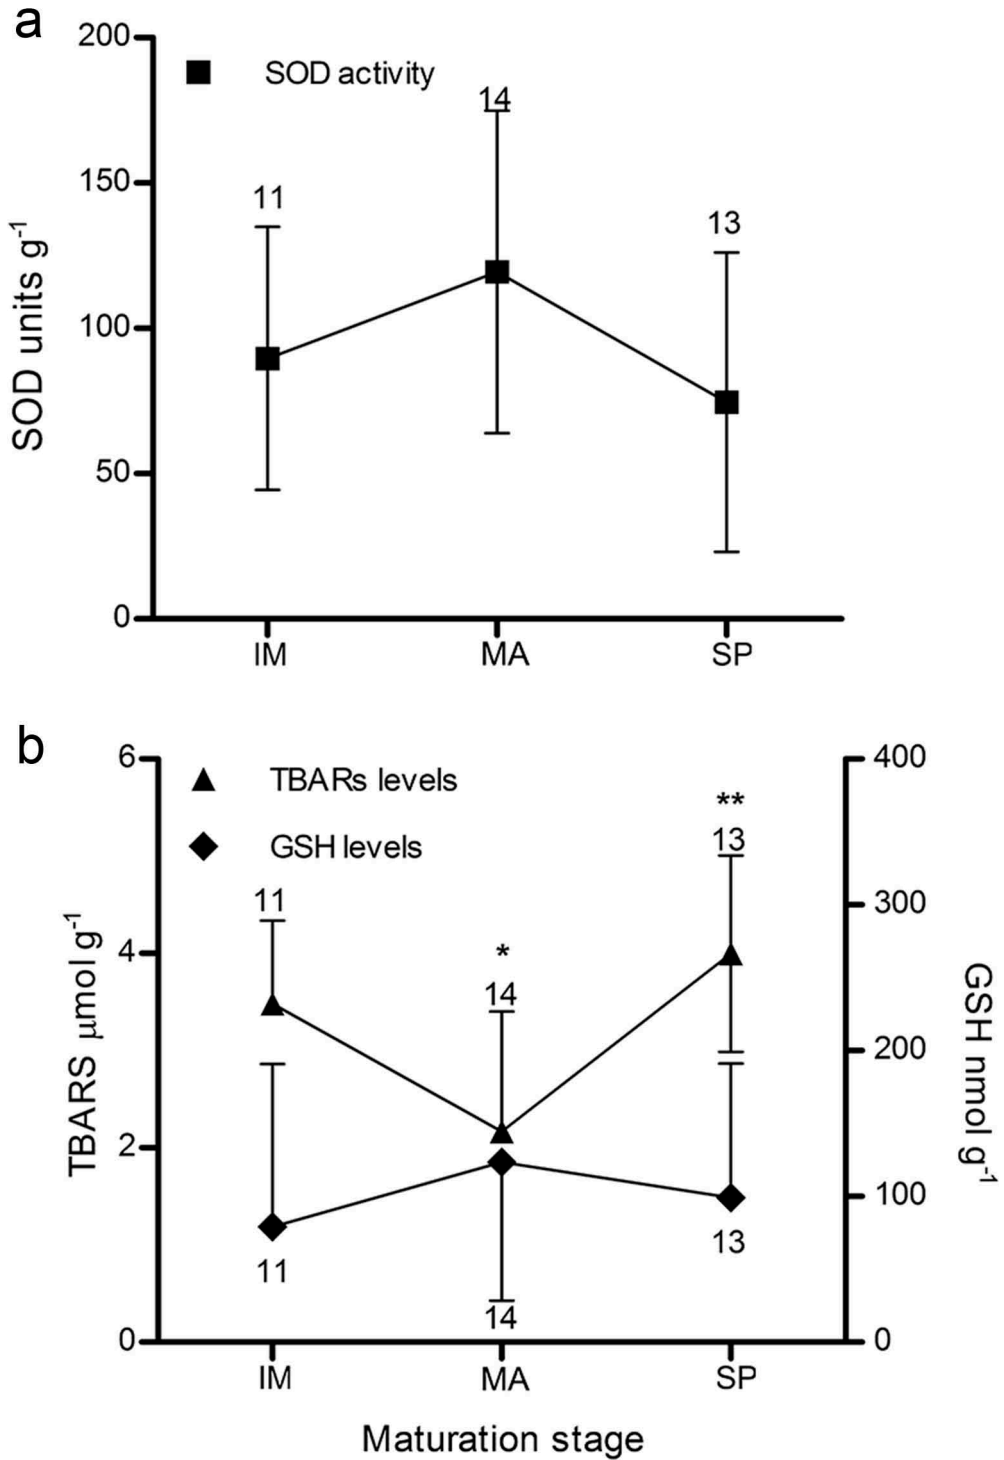 a
200
150
100
50
0
SOD units g-1
SOD activity
11
14
13
IM MA SP
b
6
4
2
0
TBARS μmol g-1
TBARs levels
GSH levels
11
*
14
**
13
11
14
13
400
300
200
100
0
GSH nmol g-1
IM MA SP
Maturation stage